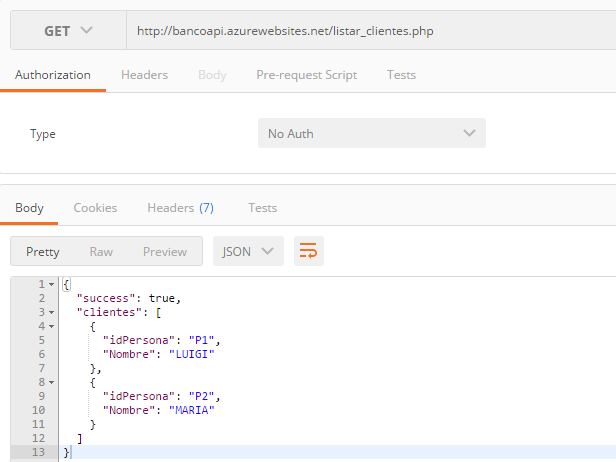 GET http://bancoapi.azurewebsites.net/listar_clientes.php
Authorization Headers Body Pre-request Script Tests
Type No Auth
Body Cookies Headers (7) Tests
Pretty Raw Preview JSON
1 {
2 "success": true,
3 "clientes": [
4 {
5 "idPersona": "P1",
6 "Nombre": "LUIGI"
7 },
8 {
9 "idPersona": "P2",
10 "Nombre": "MARIA"
11 }
12 ]
13 }